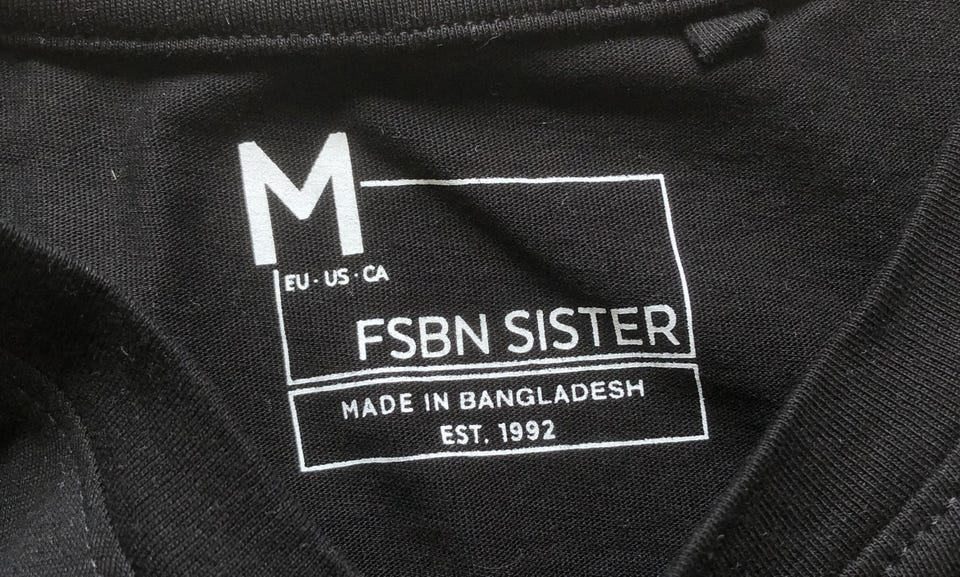 M
EU · US · CA
FSBN SISTER
MADE IN BANGLADESH
EST. 1992